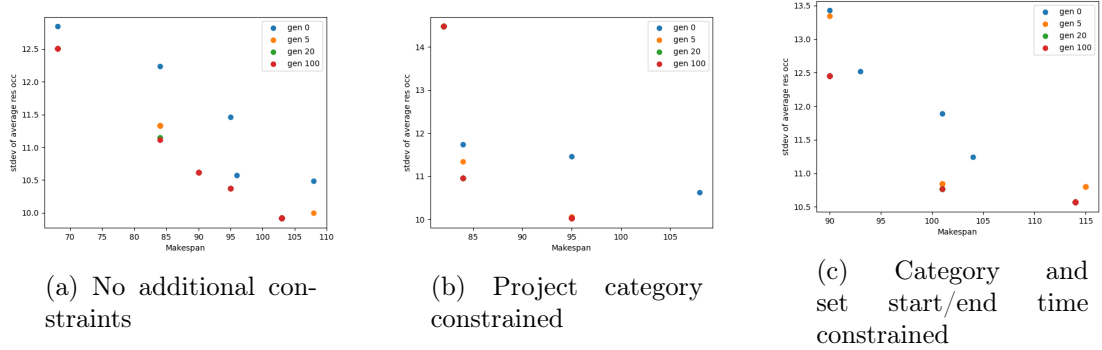 12.5
12.0
11.5
11.0
10.5
10.0
stdev of average res occ
gen 0
gen 5
gen 20
gen 100
70 75 80 85 90 95 100 105 110
Makespan
(a) No additional con-
straints
14
13
12
11
10
stdev of average res occ
gen 0
gen 5
gen 20
gen 100
85 90 95 100 105
Makespan
(b) Project category
constrained
13.5
13.0
12.5
12.0
11.5
11.0
10.5
stdev of average res occ
gen 0
gen 5
gen 20
gen 100
90 95 100 105 110 115
Makespan
(c) Category and
set start/end time
constrained